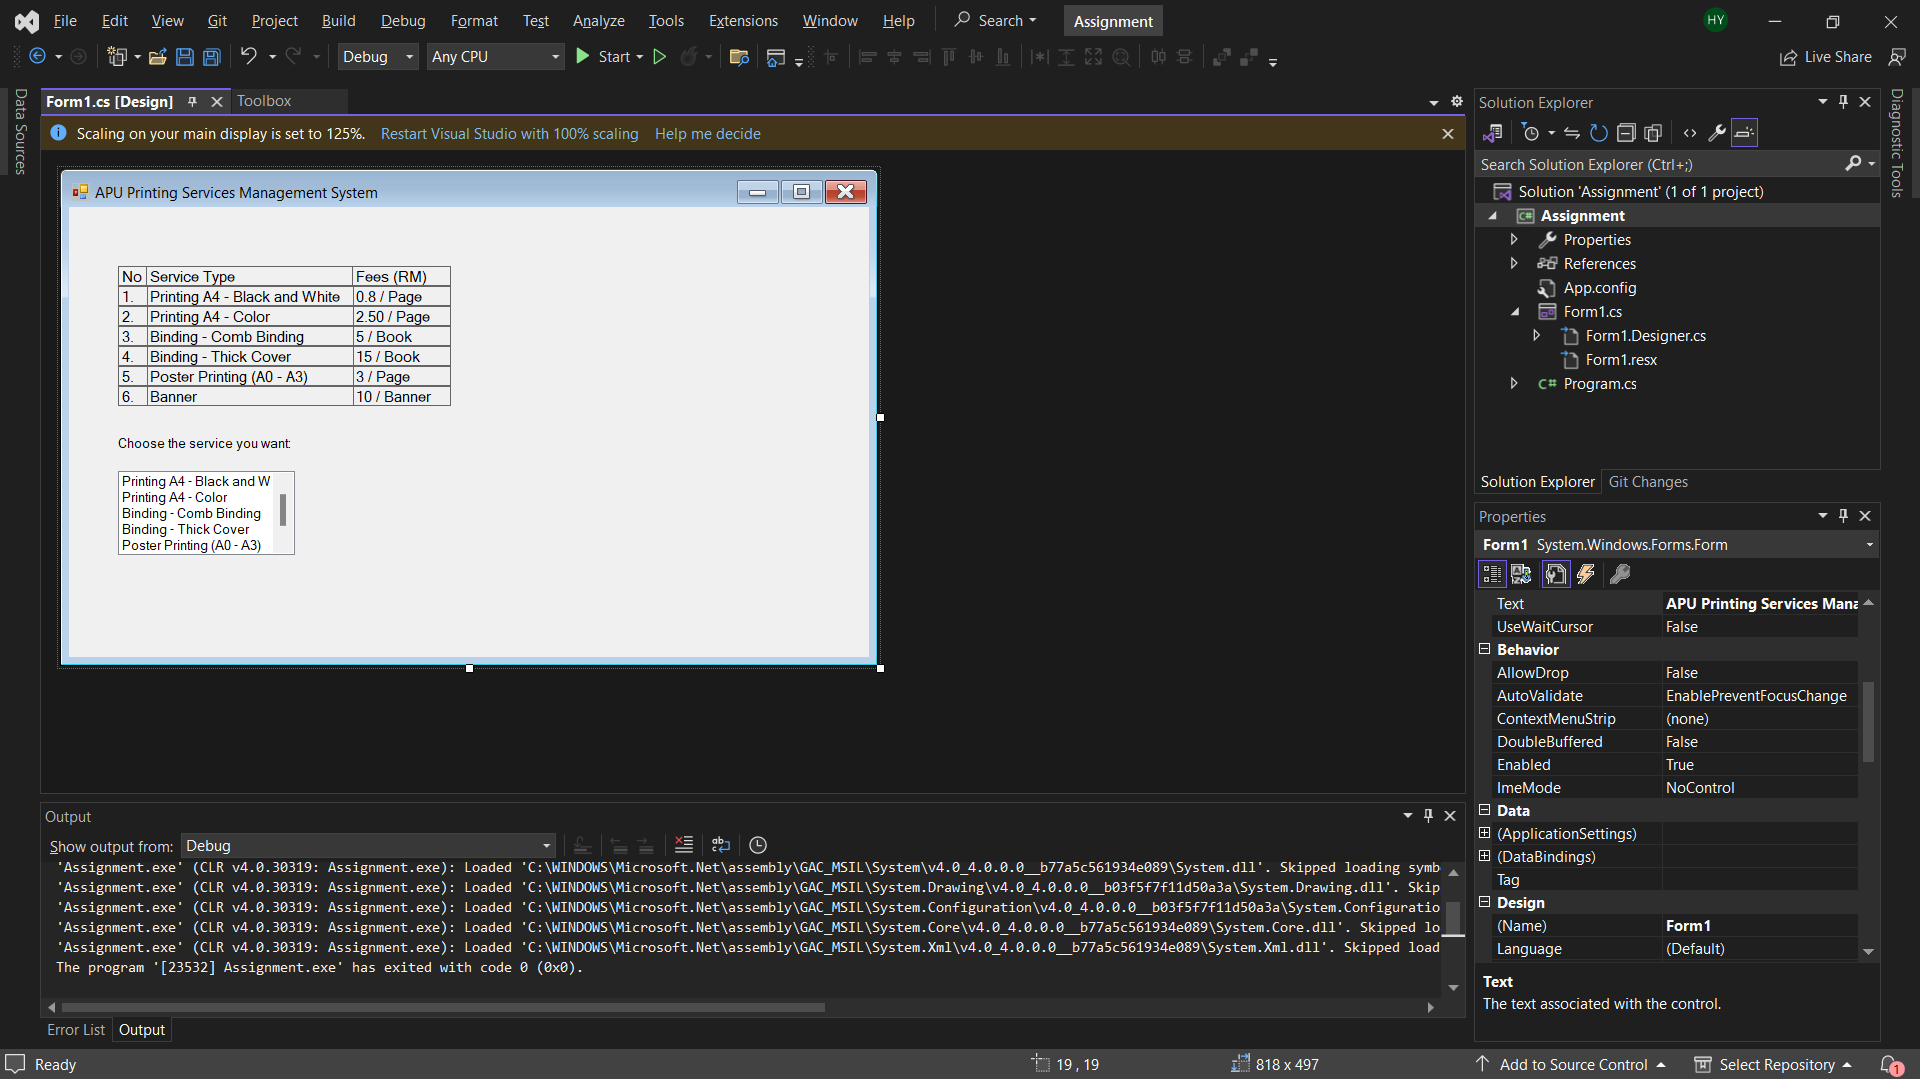 File Edit View Git Project Build Debug Format Test Analyze Tools Extensions Window Help Search Assignment HY
Debug Any CPU Start Live Share
Data Sources
Form1.cs [Design] Toolbox
Scaling on your main display is set to 125%. Restart Visual Studio with 100% scaling Help me decide
APU Printing Services Management System
No Service Type Fees (RM)
1. Printing A4 - Black and White 0.8 / Page
2. Printing A4 - Color 2.50 / Page
3. Binding - Comb Binding 5 / Book
4. Binding - Thick Cover 15 / Book
5. Poster Printing (A0 - A3) 3 / Page
6. Banner 10 / Banner
Choose the service you want:
Printing A4 - Black and W
Printing A4 - Color
Binding - Comb Binding
Binding - Thick Cover
Poster Printing (A0 - A3)
Output
Show output from: Debug
'Assignment.exe' (CLR v4.0.30319: Assignment.exe): Loaded 'C:\WINDOWS\Microsoft.Net\assembly\GAC_MSIL\System\v4.0_4.0.0.0__b77a5c561934e089\System.dll'. Skipped loading symb
'Assignment.exe' (CLR v4.0.30319: Assignment.exe): Loaded 'C:\WINDOWS\Microsoft.Net\assembly\GAC_MSIL\System.Drawing\v4.0_4.0.0.0__b03f5f7f11d50a3a\System.Drawing.dll'. Skip
'Assignment.exe' (CLR v4.0.30319: Assignment.exe): Loaded 'C:\WINDOWS\Microsoft.Net\assembly\GAC_MSIL\System.Configuration\v4.0_4.0.0.0__b03f5f7f11d50a3a\System.Configuratio
'Assignment.exe' (CLR v4.0.30319: Assignment.exe): Loaded 'C:\WINDOWS\Microsoft.Net\assembly\GAC_MSIL\System.Core\v4.0_4.0.0.0__b77a5c561934e089\System.Core.dll'. Skipped lo
'Assignment.exe' (CLR v4.0.30319: Assignment.exe): Loaded 'C:\WINDOWS\Microsoft.Net\assembly\GAC_MSIL\System.Xml\v4.0_4.0.0.0__b77a5c561934e089\System.Xml.dll'. Skipped load
The program '[23532] Assignment.exe' has exited with code 0 (0x0).
Error List Output
Solution Explorer
Search Solution Explorer (Ctrl+;)
Solution 'Assignment' (1 of 1 project)
C# Assignment
Properties
References
App.config
Form1.cs
Form1.Designer.cs
Form1.resx
C# Program.cs
Solution Explorer Git Changes
Diagnostic Tools
Properties
Form1 System.Windows.Forms.Form
Text APU Printing Services Mana
UseWaitCursor False
Behavior
AllowDrop False
AutoValidate EnablePreventFocusChange
ContextMenuStrip (none)
DoubleBuffered False
Enabled True
ImeMode NoControl
Data
(ApplicationSettings)
(DataBindings)
Tag
Design
(Name) Form1
Language (Default)
Text
The text associated with the control.
Ready 19 , 19 818 x 497 Add to Source Control Select Repository 1